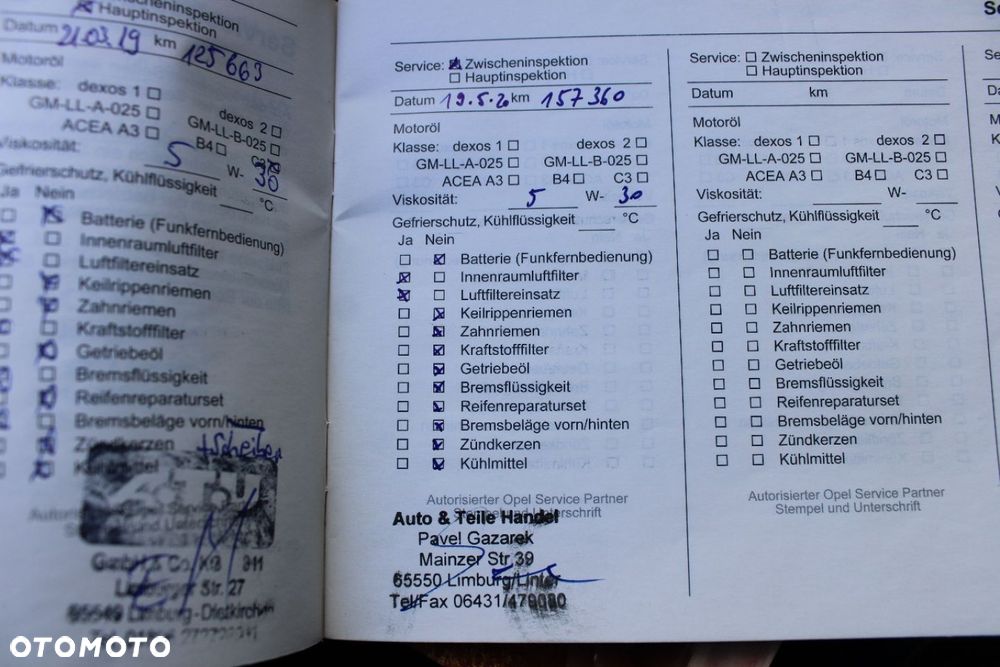 Hauptinspektion
Datum 21.03.19 km 125663
Motoröl
Klasse: dexos 1 □ dexos 2 □
GM-LL-A-025 □ GM-LL-B-025 □
ACEA A3 □ B4 □ C3 ☒
Viskosität: 5 W- 30
Gefrierschutz, Kühlflüssigkeit °C
Ja Nein
Batterie (Funkfernbedienung)
Innenraumluftfilter
Luftfiltereinsatz
Keilrippenriemen
Zahnriemen
Kraftstofffilter
Getriebeöl
Bremsflüssigkeit
Reifenreparaturset
Bremsbeläge vorn/hinten
Zündkerzen + Scheiben
Kühlmittel
GmbH & Co. KG
Limburger Str. 27
Limburg-Dietkirchen
Service: ☒ Zwischeninspektion
□ Hauptinspektion
Datum 19.5.20 km 157360
Motoröl
Klasse: dexos 1 □ dexos 2 □
GM-LL-A-025 □ GM-LL-B-025 □
ACEA A3 □ B4 □ C3 □
Viskosität: 5 W- 30
Gefrierschutz, Kühlflüssigkeit °C
Ja Nein
□ ☒ Batterie (Funkfernbedienung)
☒ □ Innenraumluftfilter
☒ □ Luftfiltereinsatz
□ ☒ Keilrippenriemen
□ ☒ Zahnriemen
□ ☒ Kraftstofffilter
□ ☒ Getriebeöl
□ ☒ Bremsflüssigkeit
□ ☒ Reifenreparaturset
□ ☒ Bremsbeläge vorn/hinten
□ ☒ Zündkerzen
□ ☒ Kühlmittel
Autorisierter Opel Service Partner
Stempel und Unterschrift
Auto & Teile Handel
Pavel Gazarek
Mainzer Str 39
65550 Limburg/Linter
Tel/Fax 06431/479080
Service: □ Zwischeninspektion
□ Hauptinspektion
Datum km
Motoröl
Klasse: dexos 1 □ dexos 2 □
GM-LL-A-025 □ GM-LL-B-025 □
ACEA A3 □ B4 □ C3 □
Viskosität: W-
Gefrierschutz, Kühlflüssigkeit °C
Ja Nein
□ □ Batterie (Funkfernbedienung)
□ □ Innenraumluftfilter
□ □ Luftfiltereinsatz
□ □ Keilrippenriemen
□ □ Zahnriemen
□ □ Kraftstofffilter
□ □ Getriebeöl
□ □ Bremsflüssigkeit
□ □ Reifenreparaturset
□ □ Bremsbeläge vorn/hinten
□ □ Zündkerzen
□ □ Kühlmittel
Autorisierter Opel Service Partner
Stempel und Unterschrift
OTOMOTO